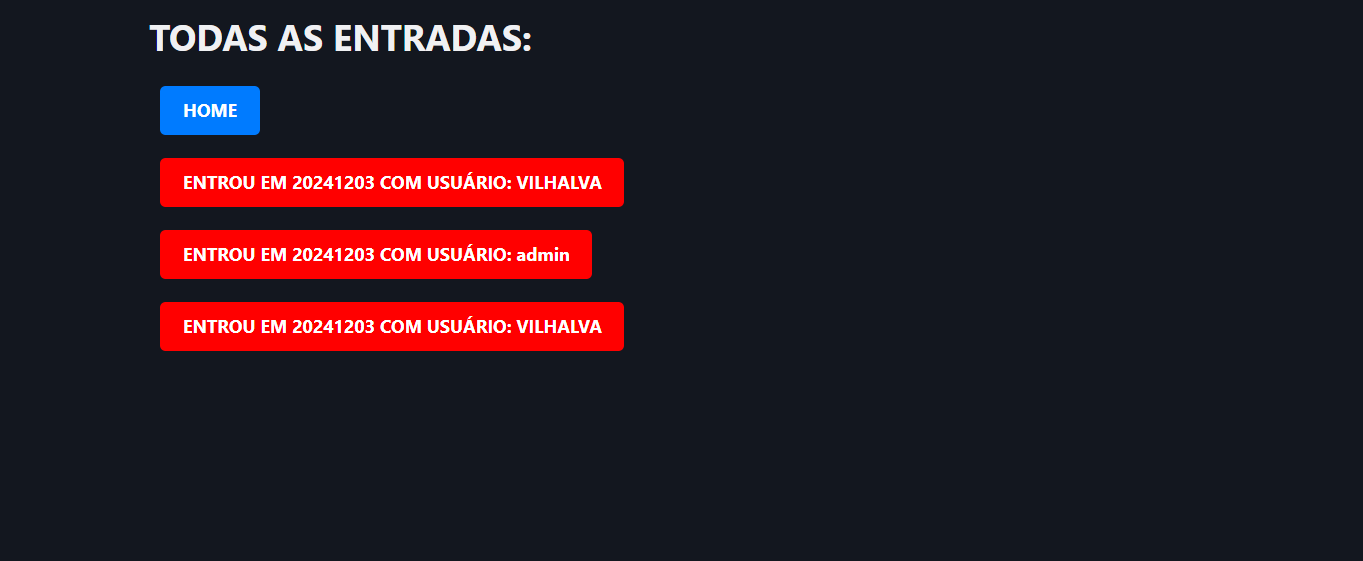 TODAS AS ENTRADAS:
HOME
ENTROU EM 20241203 COM USUÁRIO: VILHALVA
ENTROU EM 20241203 COM USUÁRIO: admin
ENTROU EM 20241203 COM USUÁRIO: VILHALVA